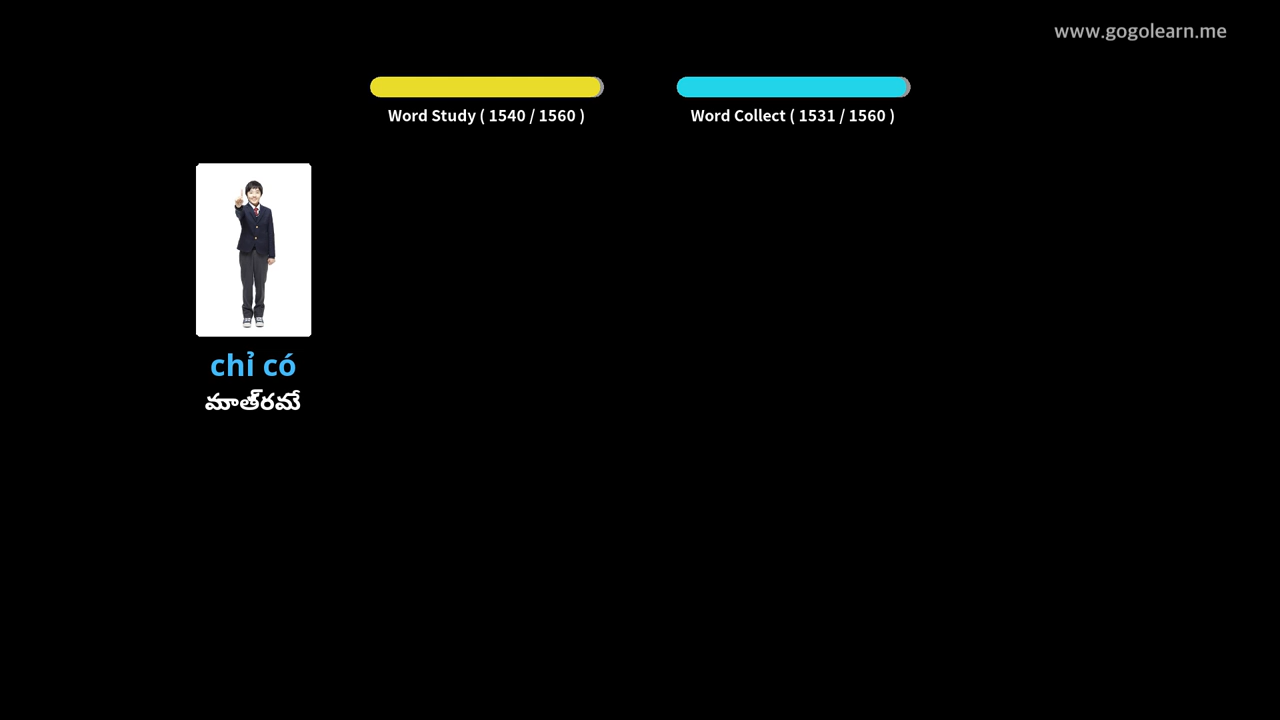 www.gogolearn.me
Word Study ( 1540 / 1560 )
Word Collect ( 1531 / 1560 )
chỉ có
మాత్రమే